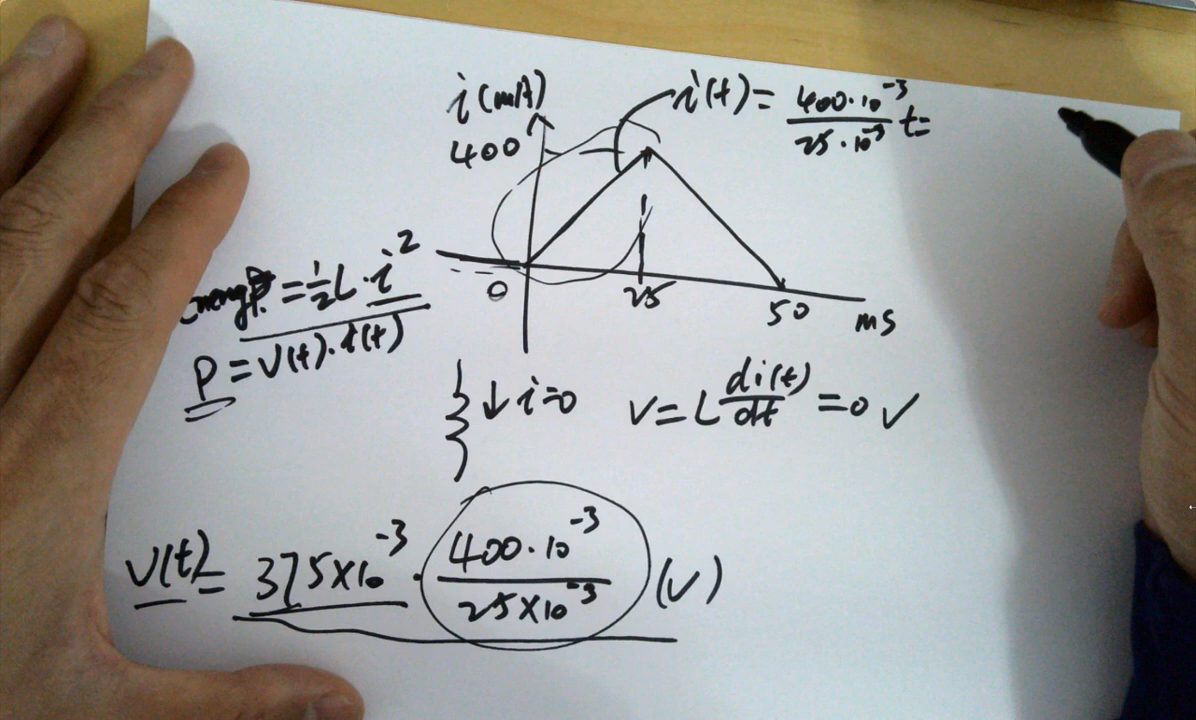 i(mA)
400
i(t) = 400·10⁻³ / 25·10⁻³ t =
0
25
50
ms
Energy = ½ L·i²
P = V(t)·i(t)
↓ i=0
V = L di(t)/dt = 0 V
V(t) = 375×10⁻³ · 400·10⁻³ / 25×10⁻³ (V)